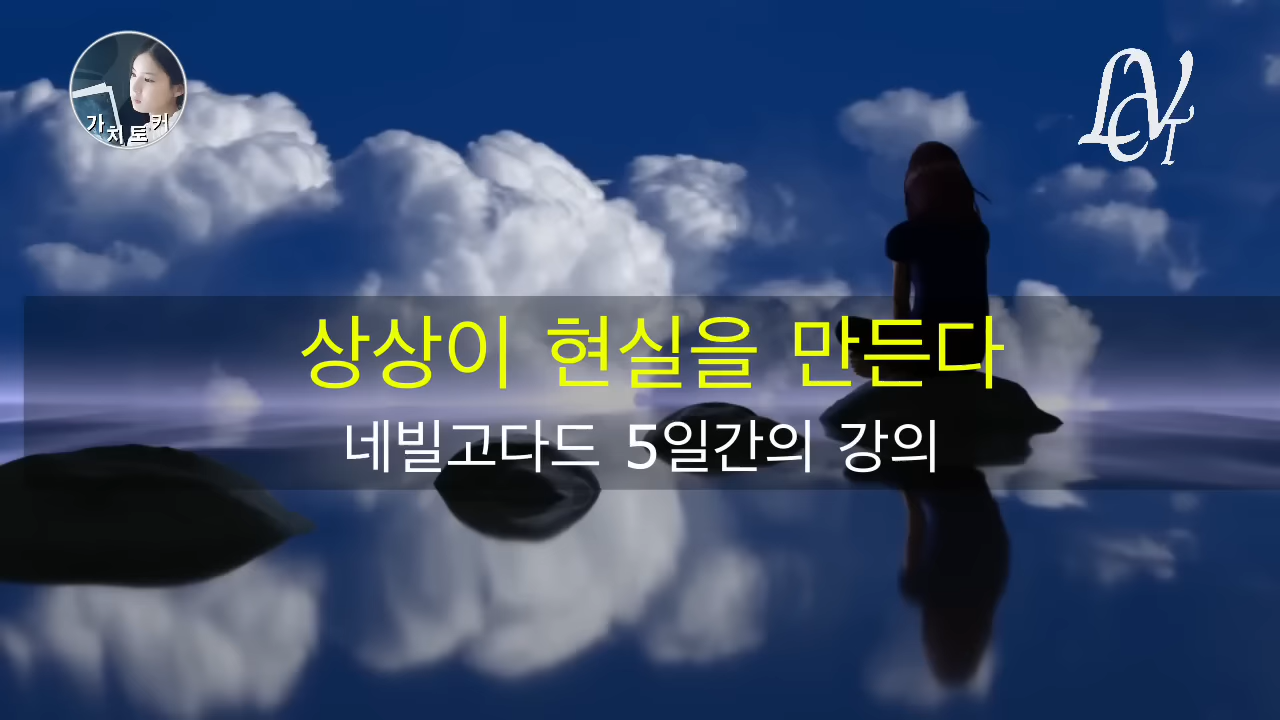 가치토커
상상이 현실을 만든다
네빌고다드 5일간의 강의